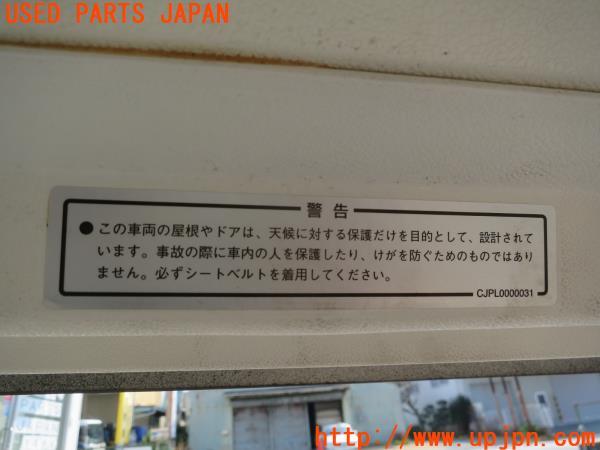 USED PARTS JAPAN
警告
●この車両の屋根やドアは、天候に対する保護だけを目的として、設計されて
います。事故の際に車内の人を保護したり、けがを防ぐためのものではあり
ません。必ずシートベルトを着用してください。
CJPL0000031
http://www.upjpn.com